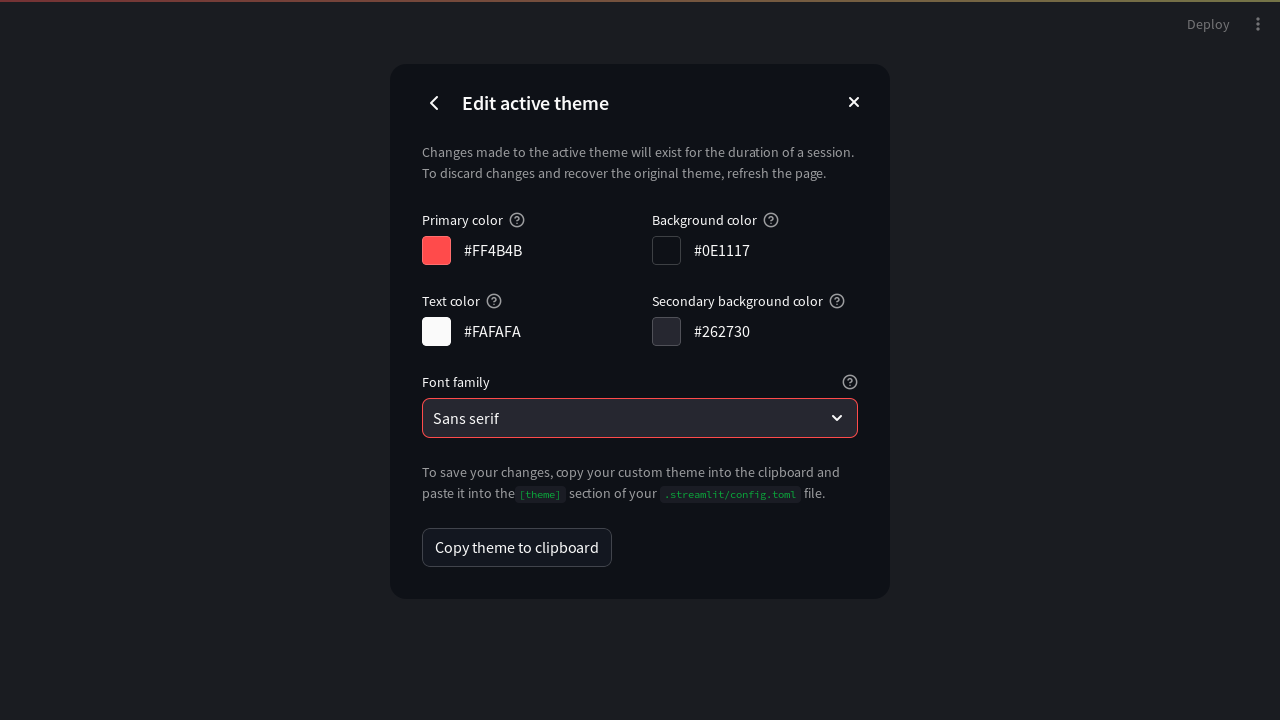 Deploy
Edit active theme
Changes made to the active theme will exist for the duration of a session.
To discard changes and recover the original theme, refresh the page.
Primary color
Background color
#FF4B4B
#0E1117
Text color
Secondary background color
#FAFAFA
#262730
Font family
Sans serif
To save your changes, copy your custom theme into the clipboard and
paste it into the [theme] section of your .streamlit/config.toml file.
Copy theme to clipboard